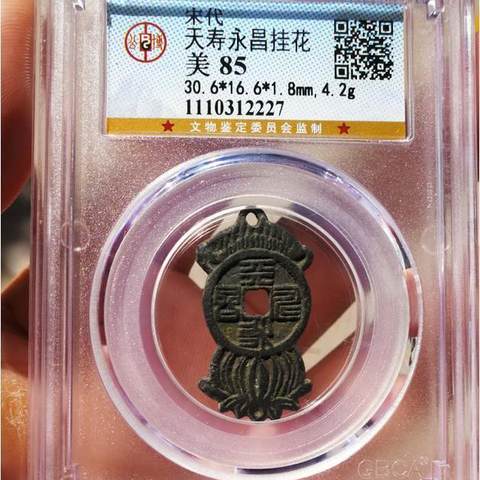 宋代
天寿永昌挂花
美 85
30.6*16.6*1.8mm,4.2g
1110312227
★ 文物鉴定委员会监制 ★
GBCA